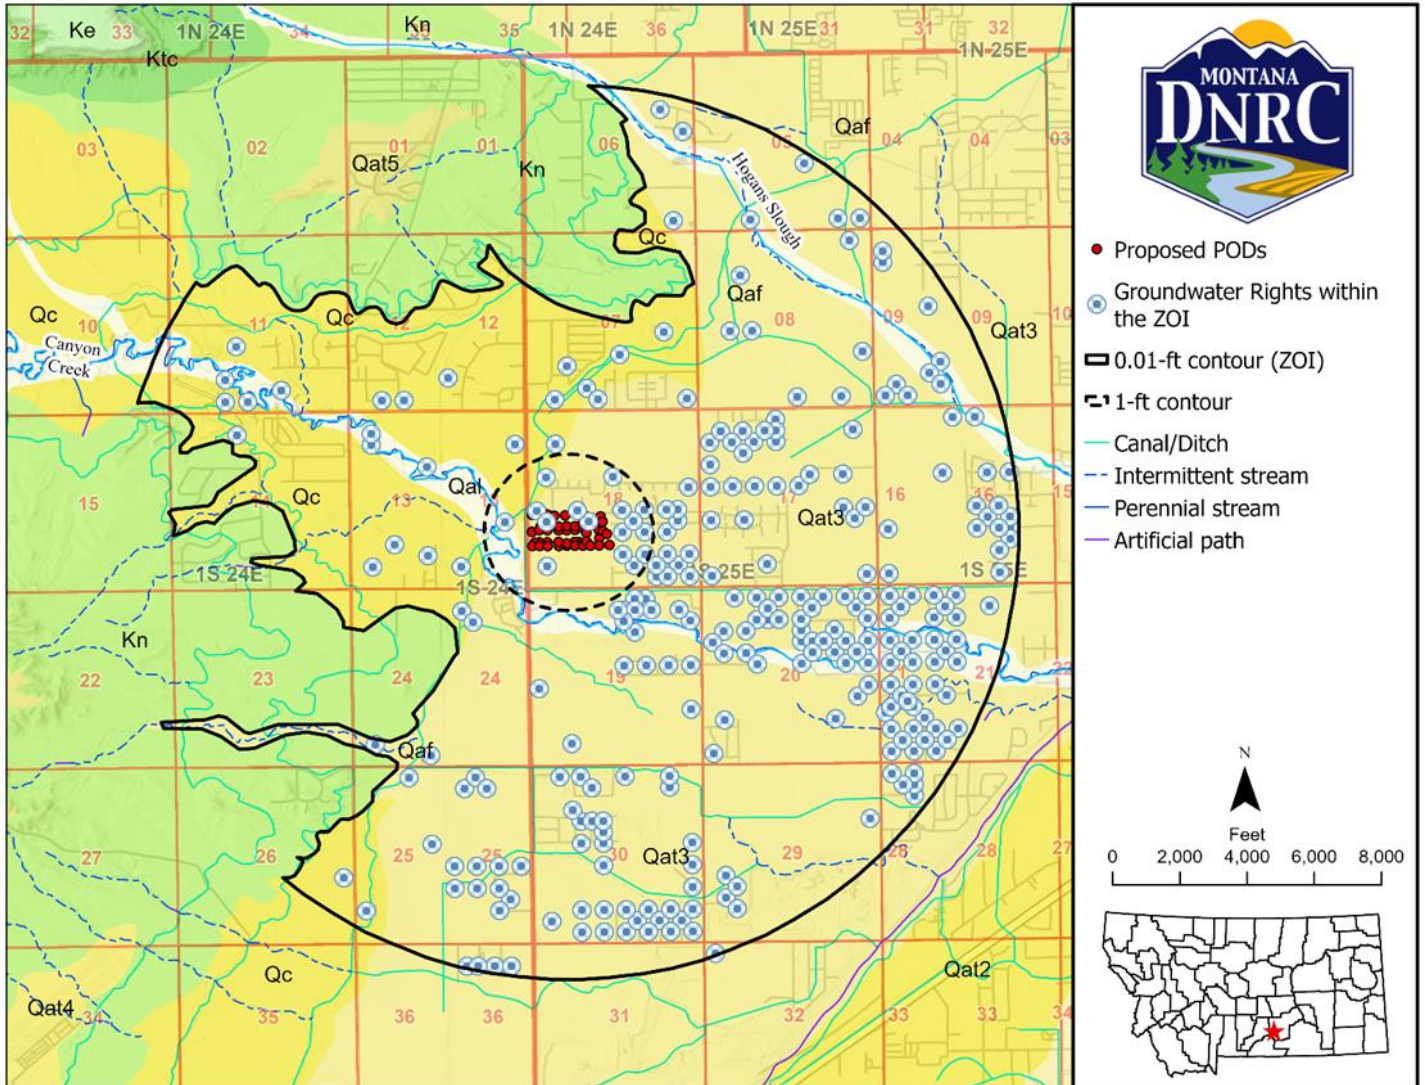 32
Ke
33
1N 24E
34
Kn
35
35
1N 24E
36
1N 25E
31
31
32
1N 25E
Ktc
03
02
Qat5
01
01
Kn
06
05
Qaf
04
04
03
Hogans Slough
Qc
Qaf
Qc
10
Canyon
Creek
11
Qc
12
12
07
08
09
09
Qat3
10
15
14
Qc
13
Qal
18
17
Qat3
16
16
15
1S 24E
1S 24E
1S 25E
Kn
22
23
24
24
19
20
21
21
22
Qaf
27
26
25
25
30
Qat3
29
28
28
27
Qc
Qat2
Qat4
34
35
36
36
31
32
33
33
34
MONTANA
DNRC
Proposed PODs
Groundwater Rights within
the ZOI
0.01-ft contour (ZOI)
1-ft contour
Canal/Ditch
Intermittent stream
Perennial stream
Artificial path
N
Feet
0 2,000 4,000 6,000 8,000